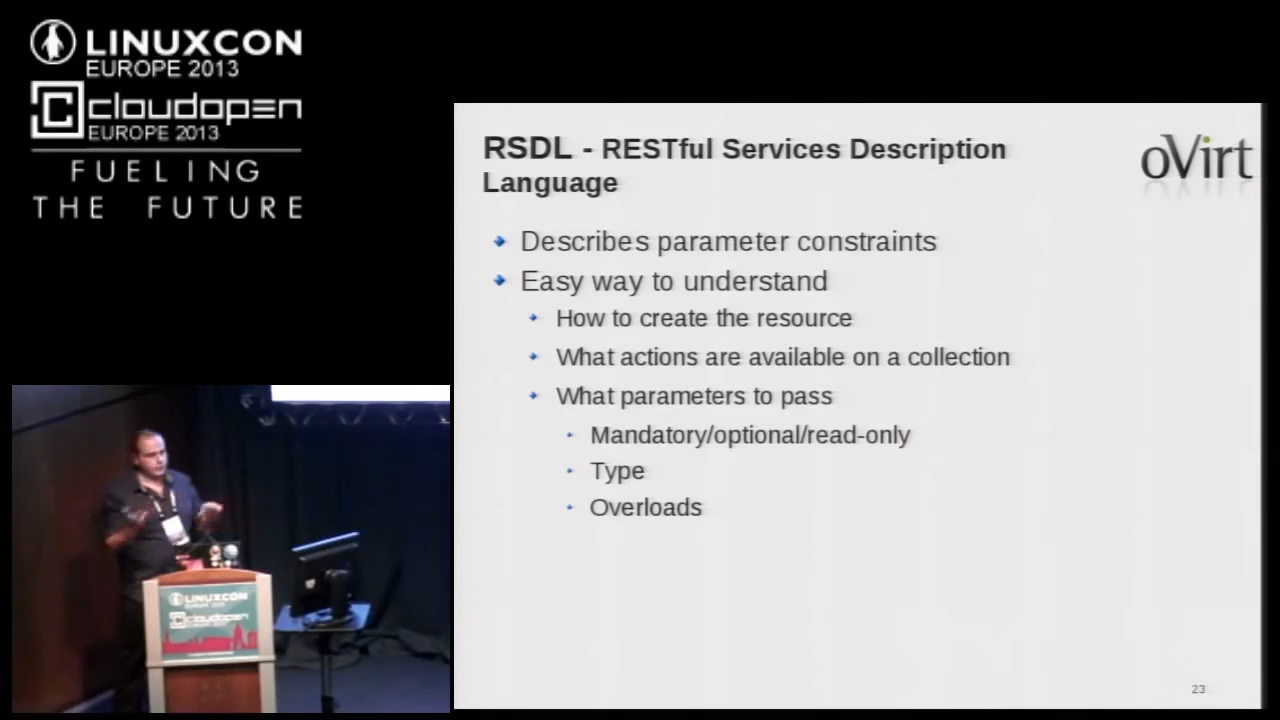 LINUXCON
EUROPE 2013
cloudopen
EUROPE 2013
FUELING
THE FUTURE
RSDL - RESTful Services Description
Language
oVirt
Describes parameter constraints
Easy way to understand
How to create the resource
What actions are available on a collection
What parameters to pass
Mandatory/optional/read-only
Type
Overloads
23
LINUXCON
cloudopen